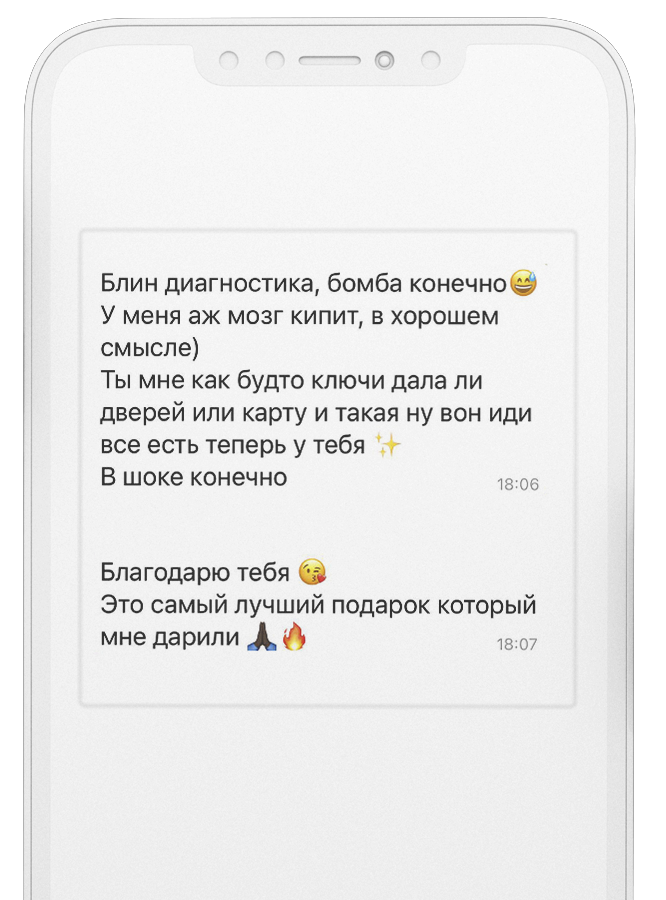 Блин диагностика, бомба конечно😅
У меня аж мозг кипит, в хорошем
смысле)
Ты мне как будто ключи дала ли
дверей или карту и такая ну вон иди
все есть теперь у тебя ✨
В шоке конечно
18:06
Благодарю тебя 😘
Это самый лучший подарок который
мне дарили 🙏🏿🔥
18:07